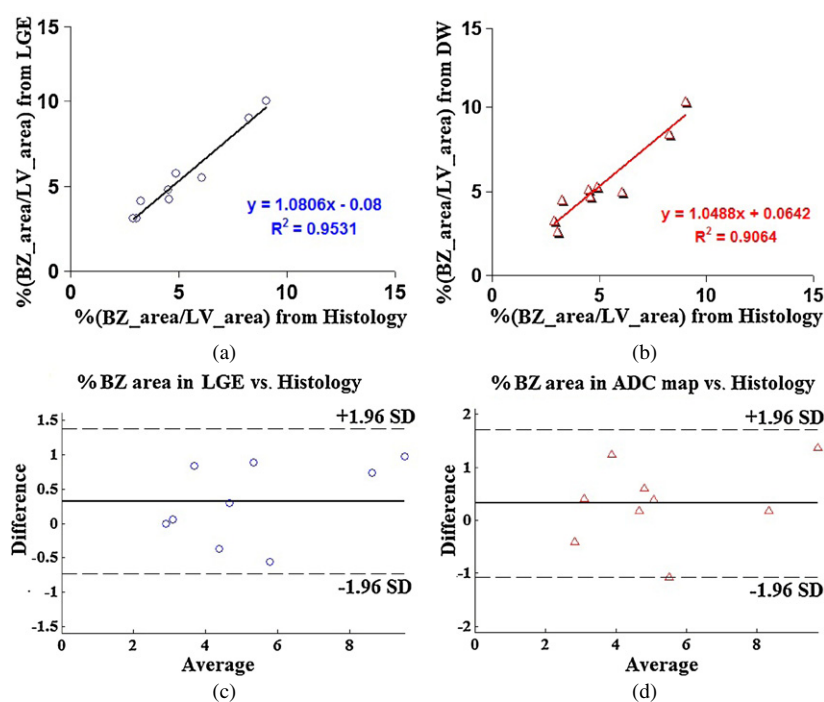 15
10
5
0
%(BZ_area/LV_area) from LGE
y = 1.0806x - 0.08
R² = 0.9531
0
5
10
15
%(BZ_area/LV_area) from Histology
(a)
15
10
5
0
%(BZ_area/LV_area) from DW
y = 1.0488x + 0.0642
R² = 0.9064
0
5
10
15
%(BZ_area/LV_area) from Histology
(b)
% BZ area in LGE vs. Histology
1.5
1
0.5
0
-0.5
-1
-1.5
Difference
+1.96 SD
-1.96 SD
0
2
4
6
8
Average
(c)
% BZ area in ADC map vs. Histology
2
1
0
-1
-2
Difference
+1.96 SD
-1.96 SD
0
2
4
6
8
Average
(d)